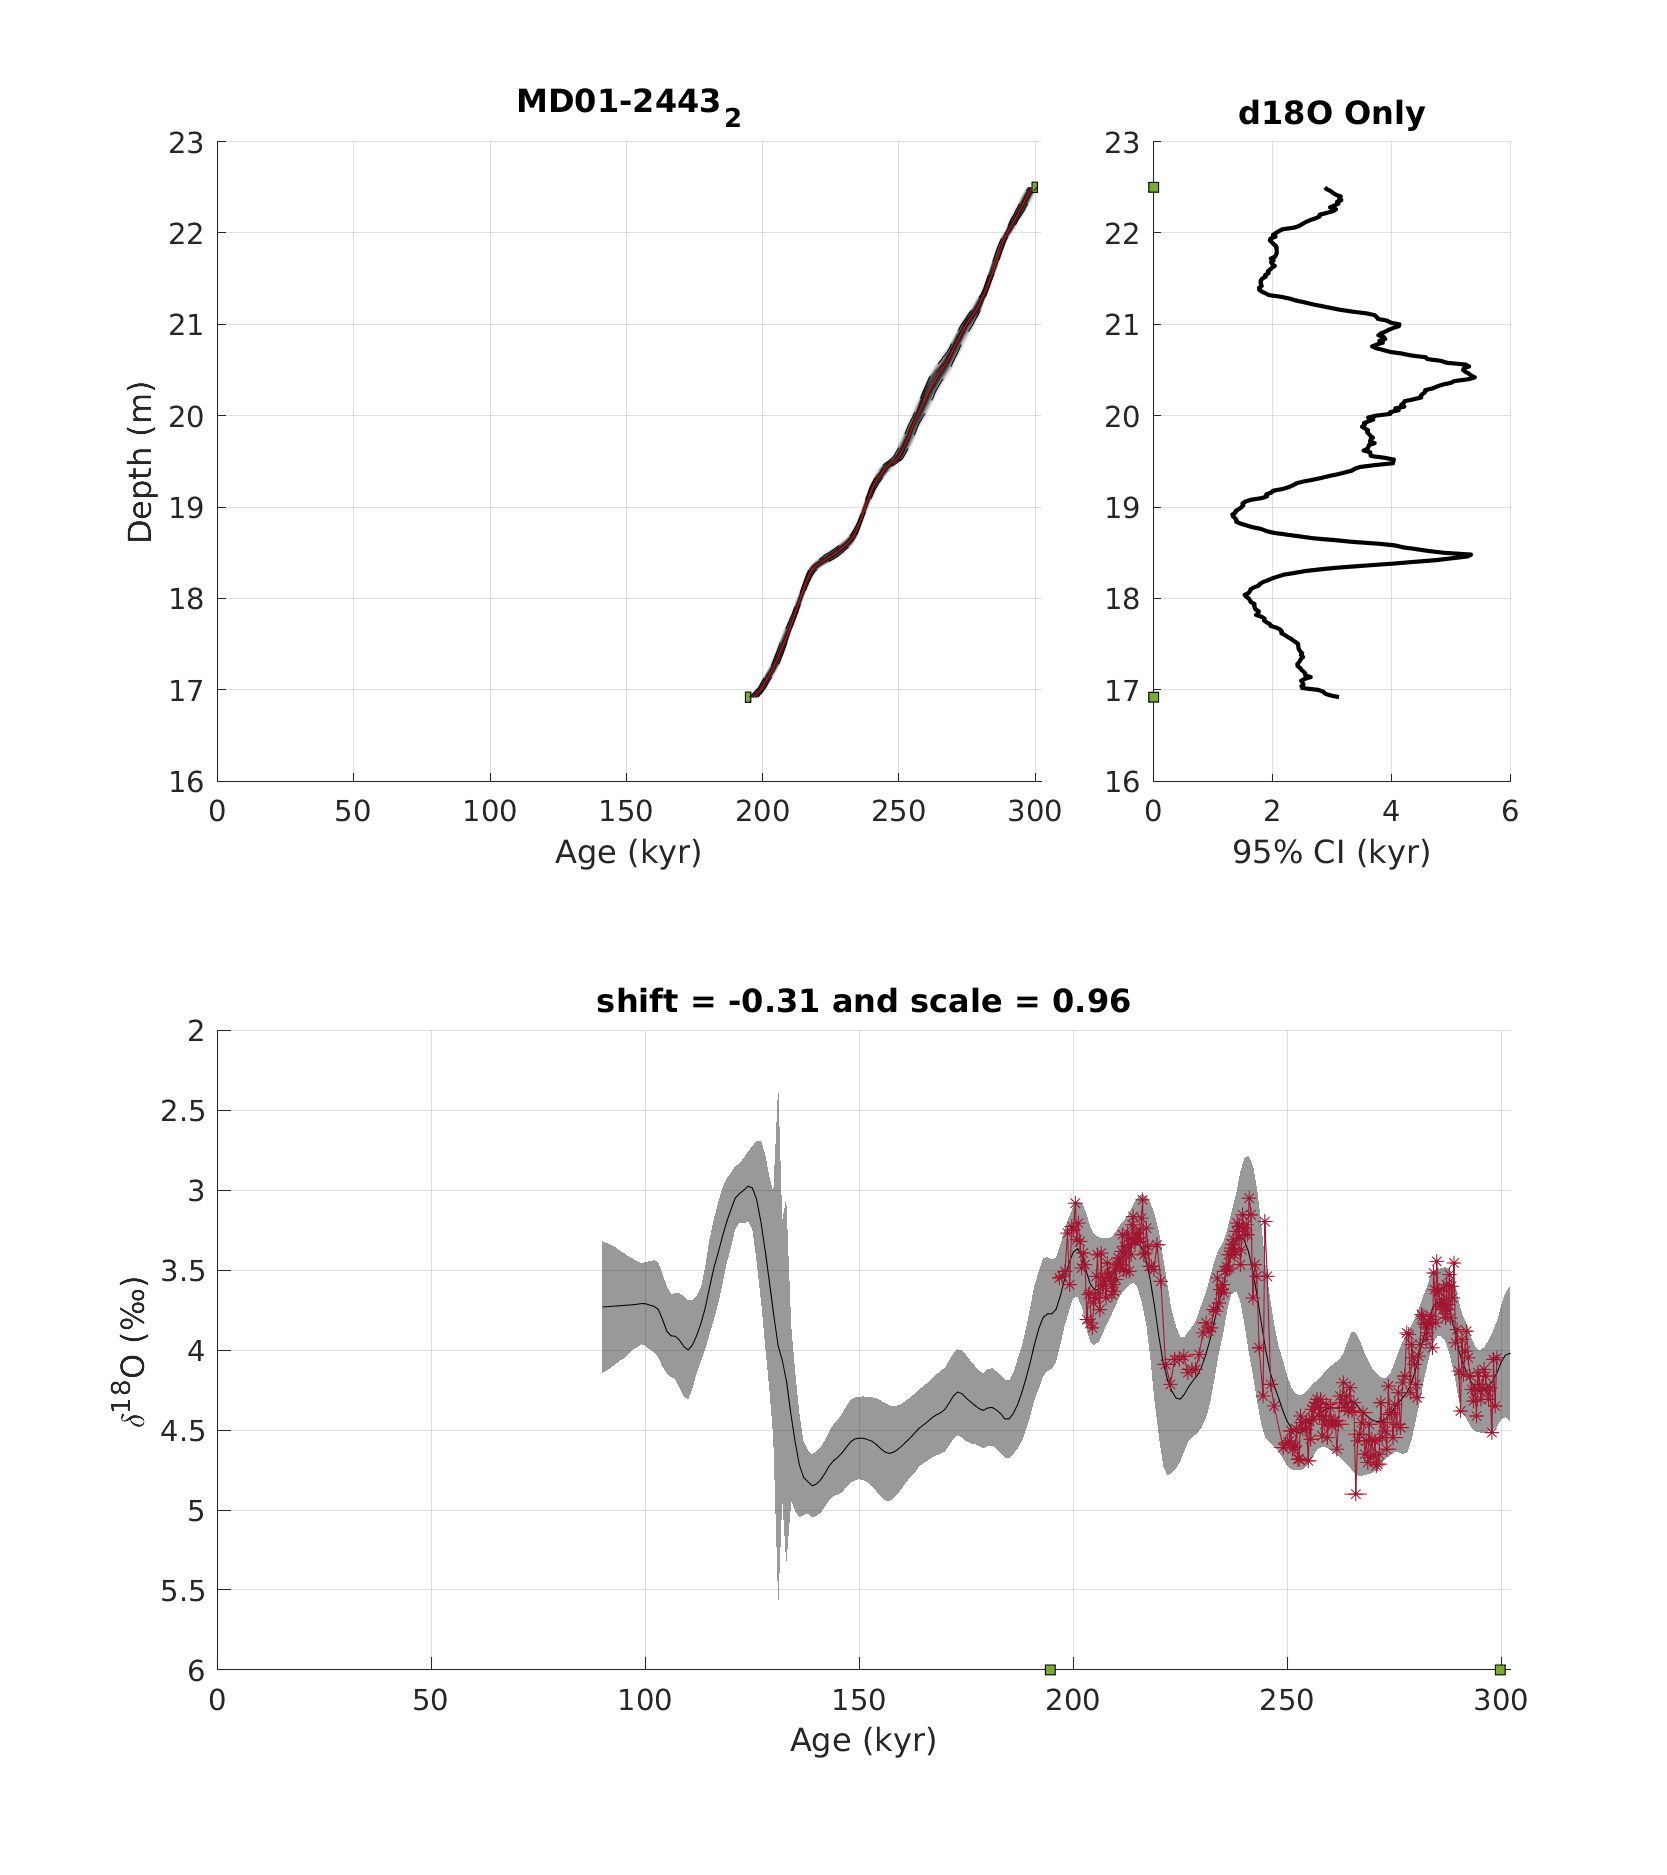 MD01-2443₂
d18O Only
23
22
21
20
19
18
17
16
Depth (m)
0 50 100 150 200 250 300
Age (kyr)
23
22
21
20
19
18
17
16
0 2 4 6
95% CI (kyr)
shift = -0.31 and scale = 0.96
2
2.5
3
3.5
4
4.5
5
5.5
6
δ¹⁸O (‰)
0 50 100 150 200 250 300
Age (kyr)